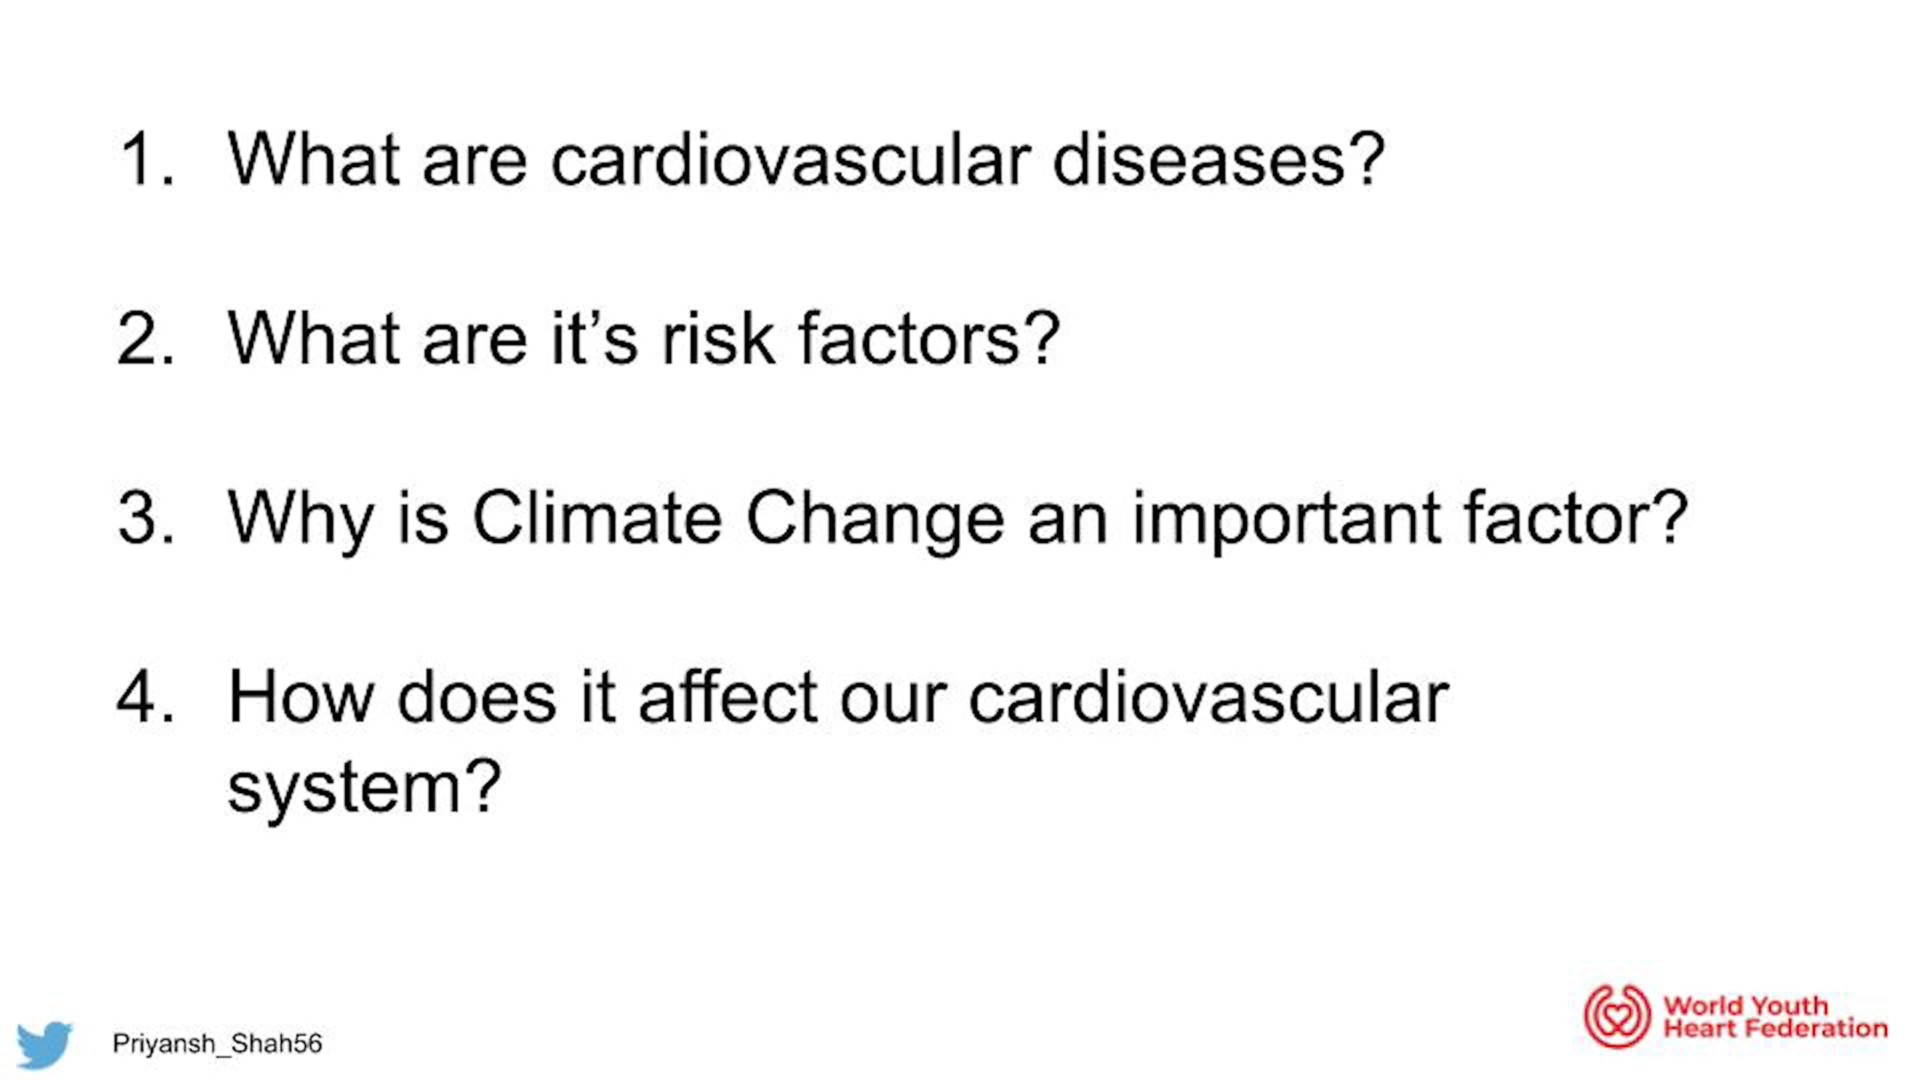 1. What are cardiovascular diseases?
2. What are it’s risk factors?
3. Why is Climate Change an important factor?
4. How does it affect our cardiovascular
system?
Priyansh_Shah56
World Youth
Heart Federation